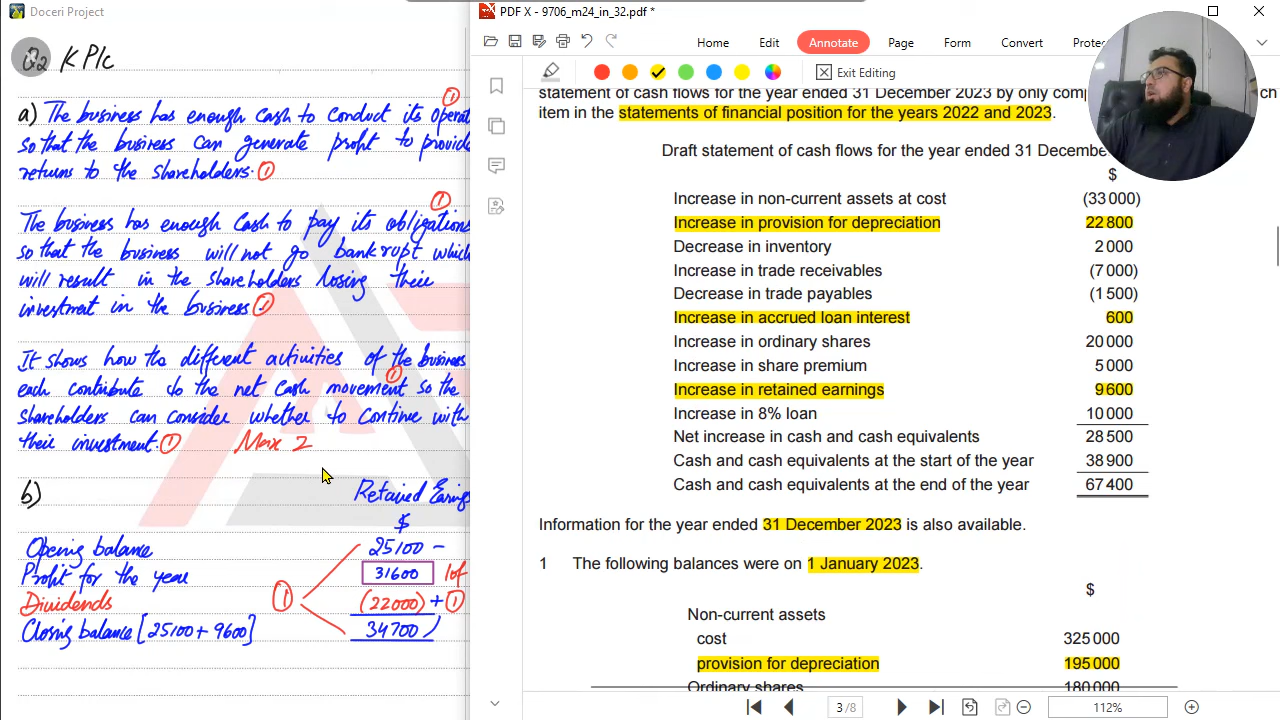 Doceri Project
PDF X - 9706_m24_in_32.pdf *
Home Edit Annotate Page Form Convert
Exit Editing
Q2 K Plc
a) The business has enough cash to conduct its
so that the business can generate profit to provide
returns to the shareholders. 1
The business has enough cash to pay its obligations
so that the business will not go bankrupt which
will result in the shareholders losing their
investment in the business 1
It shows how the different activities of the business
each contribute to the net cash movement so the
shareholders can consider whether to continue with
their investment. 1 Max 2
b) Retained
$
Opening balance 25100 -
Profit for the year 31600 1of
Dividends 1 (22000) + 1
Closing balance [25100 + 9600] 34700 /
statement of cash flows for the year ended 31 December 2023 by only
item in the statements of financial position for the years 2022 and 2023.
Draft statement of cash flows for the year ended 31
$
Increase in non-current assets at cost (33 000)
Increase in provision for depreciation 22 800
Decrease in inventory 2 000
Increase in trade receivables (7 000)
Decrease in trade payables (1 500)
Increase in accrued loan interest 600
Increase in ordinary shares 20 000
Increase in share premium 5 000
Increase in retained earnings 9 600
Increase in 8% loan 10 000
Net increase in cash and cash equivalents 28 500
Cash and cash equivalents at the start of the year 38 900
Cash and cash equivalents at the end of the year 67 400
Information for the year ended 31 December 2023 is also available.
1 The following balances were on 1 January 2023.
$
Non-current assets
cost 325 000
provision for depreciation 195 000
Ordinary shares 180 000
3 /8 112%